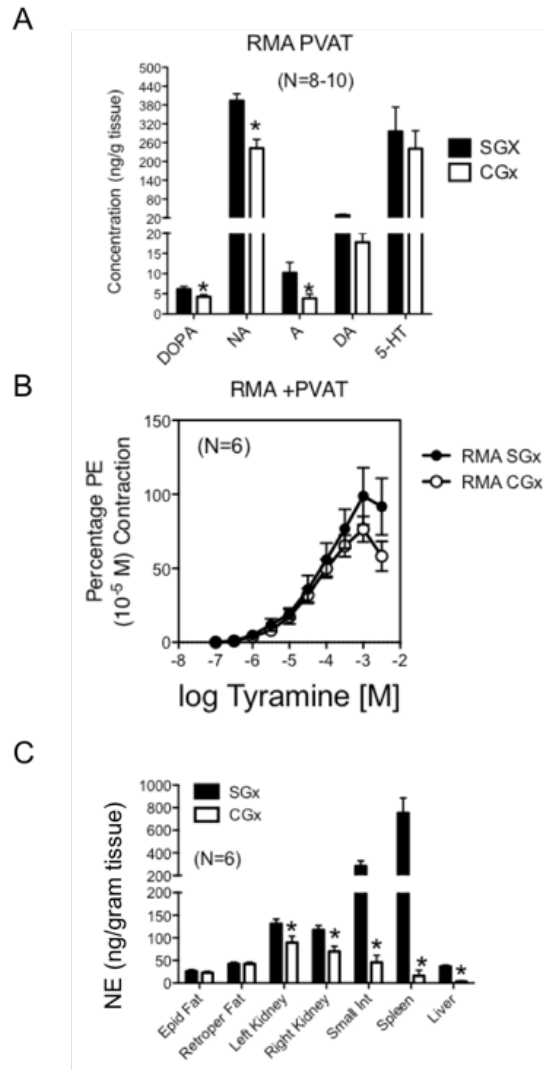 A
RMA PVAT
(N=8-10)
Concentration (ng/g tissue)
500
440
380
320
260
200
140
80
20
20
15
10
5
0
*
*
*
SGX
CGx
DOPA
NA
A
DA
5-HT
B
RMA +PVAT
(N=6)
Percentage PE
(10⁻⁵ M) Contraction
150
100
50
0
RMA SGx
RMA CGx
-8 -7 -6 -5 -4 -3 -2
log Tyramine [M]
C
NE (ng/gram tissue)
1000
800
600
400
200
200
150
100
50
0
SGx
CGx
(N=6)
*
*
*
*
*
Epid Fat
Retroper Fat
Left Kidney
Right Kidney
Small Int
Spleen
Liver